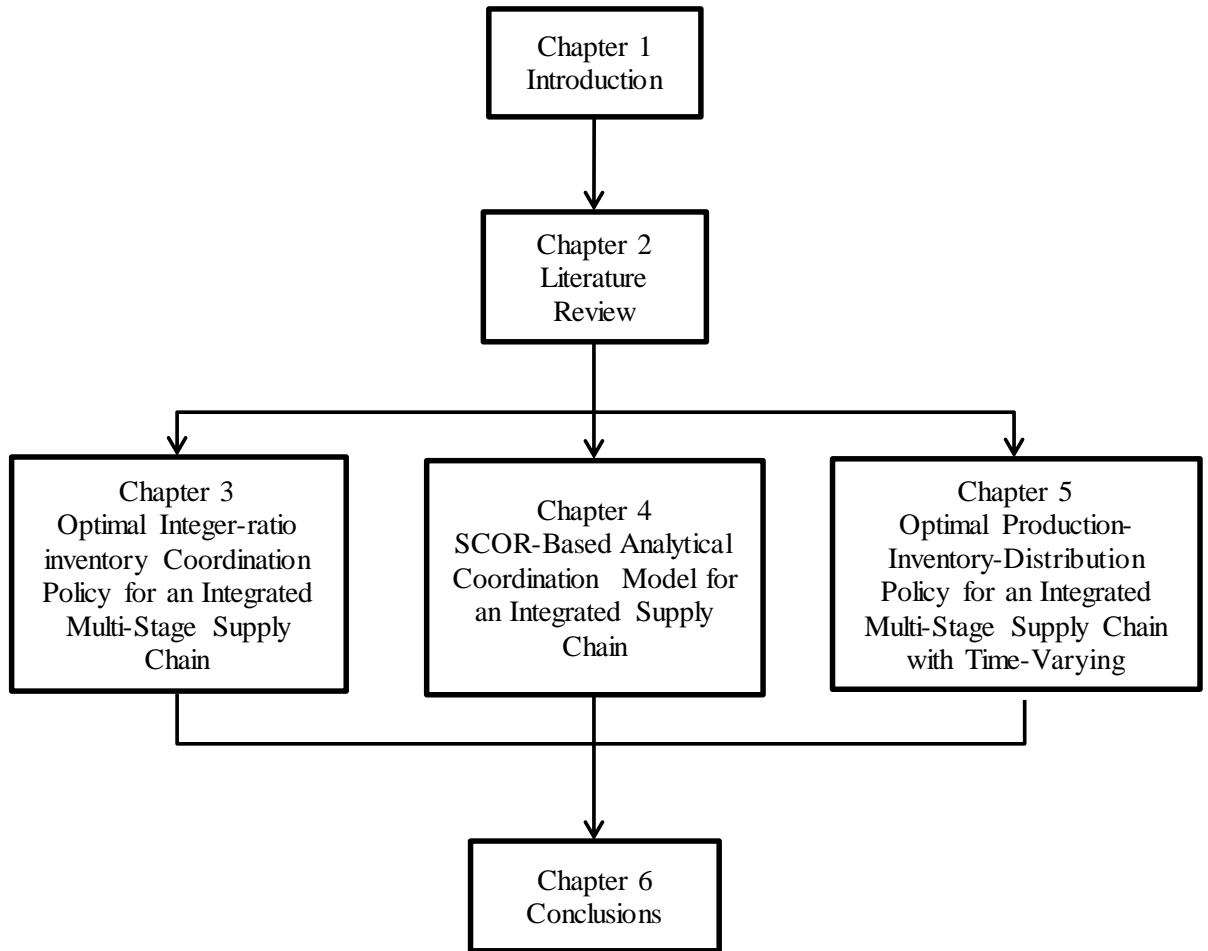 Chapter 1
Introduction
Chapter 2
Literature
Review
Chapter 3
Optimal Integer-ratio
inventory Coordination
Policy for an Integrated
Multi-Stage Supply
Chain
Chapter 4
SCOR-Based Analytical
Coordination Model for
an Integrated Supply
Chain
Chapter 5
Optimal Production-
Inventory-Distribution
Policy for an Integrated
Multi-Stage Supply Chain
with Time-Varying
Chapter 6
Conclusions